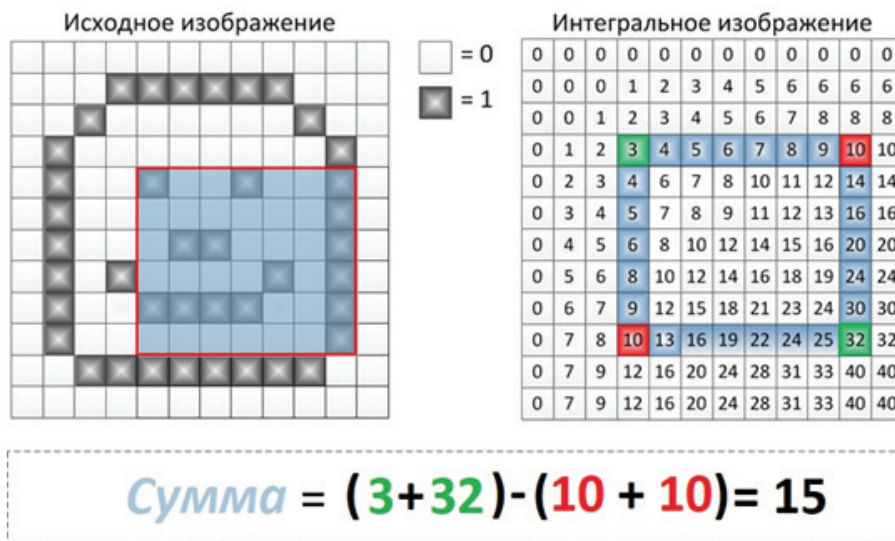 Исходное изображение
= 0
= 1
Интегральное изображение
0 0 0 0 0 0 0 0 0 0 0 0
0 0 0 1 2 3 4 5 6 6 6 6
0 0 1 2 3 4 5 6 7 8 8 8
0 1 2 3 4 5 6 7 8 9 10 10
0 2 3 4 6 7 8 10 11 12 14 14
0 3 4 5 7 8 9 11 12 13 16 16
0 4 5 6 8 10 12 14 15 16 20 20
0 5 6 8 10 12 14 16 18 19 24 24
0 6 7 9 12 15 18 21 23 24 30 30
0 7 8 10 13 16 19 22 24 25 32 32
0 7 9 12 16 20 24 28 31 33 40 40
0 7 9 12 16 20 24 28 31 33 40 40
Сумма = (3+32)-(10 + 10)= 15